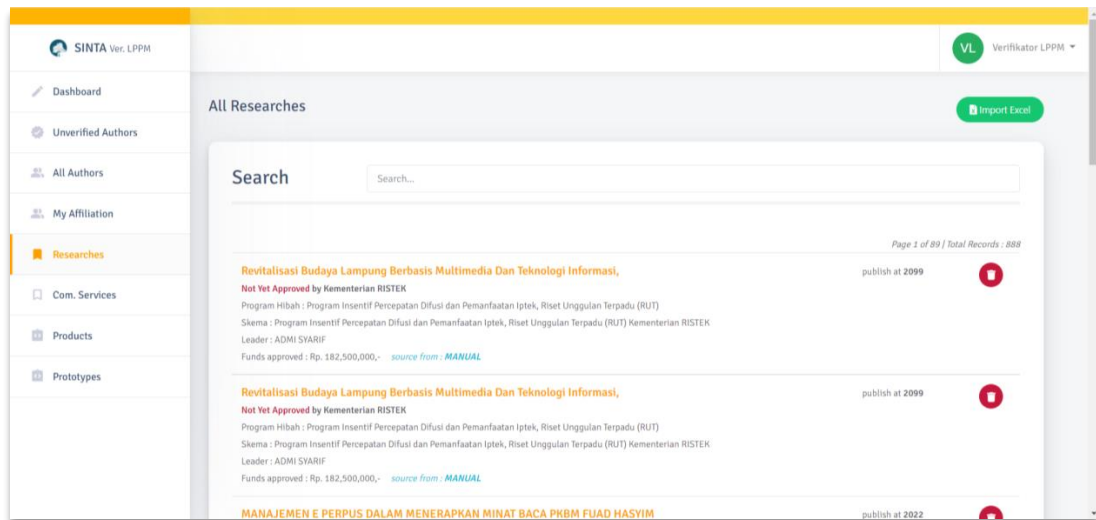 SINTA Ver. LPPM
VL
Verifikator LPPM
Dashboard
Unverified Authors
All Authors
My Affiliation
Researches
Com. Services
Products
Prototypes
All Researches
Import Excel
Search
Search...
Page 1 of 89 | Total Records : 888
Revitalisasi Budaya Lampung Berbasis Multimedia Dan Teknologi Informasi,
publish at 2099
Not Yet Approved by Kementerian RISTEK
Program Hibah : Program Insentif Percepatan Difusi dan Pemanfaatan Iptek, Riset Unggulan Terpadu (RUT)
Skema : Program Insentif Percepatan Difusi dan Pemanfaatan Iptek, Riset Unggulan Terpadu (RUT) Kementerian RISTEK
Leader : ADMI SYARIF
Funds approved : Rp. 182,500,000,- source from : MANUAL
Revitalisasi Budaya Lampung Berbasis Multimedia Dan Teknologi Informasi,
publish at 2099
Not Yet Approved by Kementerian RISTEK
Program Hibah : Program Insentif Percepatan Difusi dan Pemanfaatan Iptek, Riset Unggulan Terpadu (RUT)
Skema : Program Insentif Percepatan Difusi dan Pemanfaatan Iptek, Riset Unggulan Terpadu (RUT) Kementerian RISTEK
Leader : ADMI SYARIF
Funds approved : Rp. 182,500,000,- source from : MANUAL
MANAJEMEN E PERPUS DALAM MENERAPKAN MINAT BACA PKBM FUAD HASYIM
publish at 2022